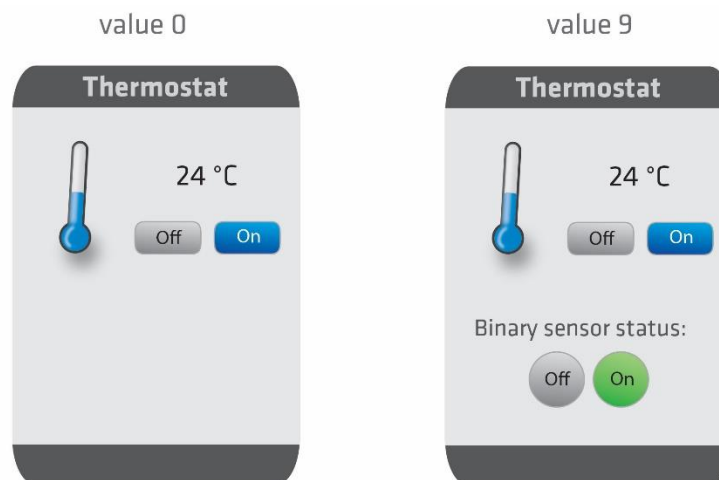 value 0
Thermostat
24 °C
Off On
value 9
Thermostat
24 °C
Off On
Binary sensor status:
Off On